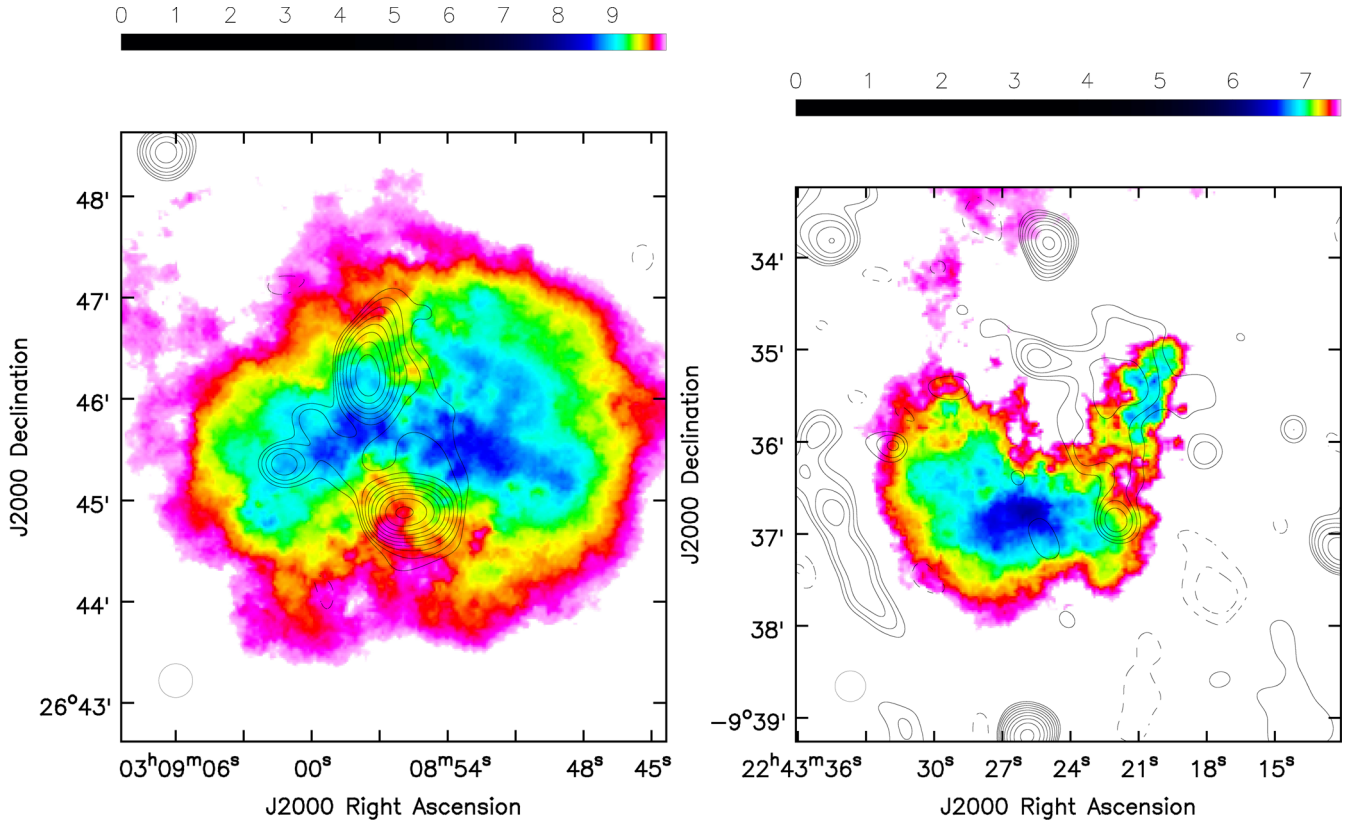 0 1 2 3 4 5 6 7 8 9
0 1 2 3 4 5 6 7
48'
47'
46'
45'
44'
26°43'
J2000 Declination
03ʰ09ᵐ06ˢ 00ˢ 08ᵐ54ˢ 48ˢ 45ˢ
J2000 Right Ascension
34'
35'
36'
37'
38'
−9°39'
J2000 Declination
22ʰ43ᵐ36ˢ 30ˢ 27ˢ 24ˢ 21ˢ 18ˢ 15ˢ
J2000 Right Ascension